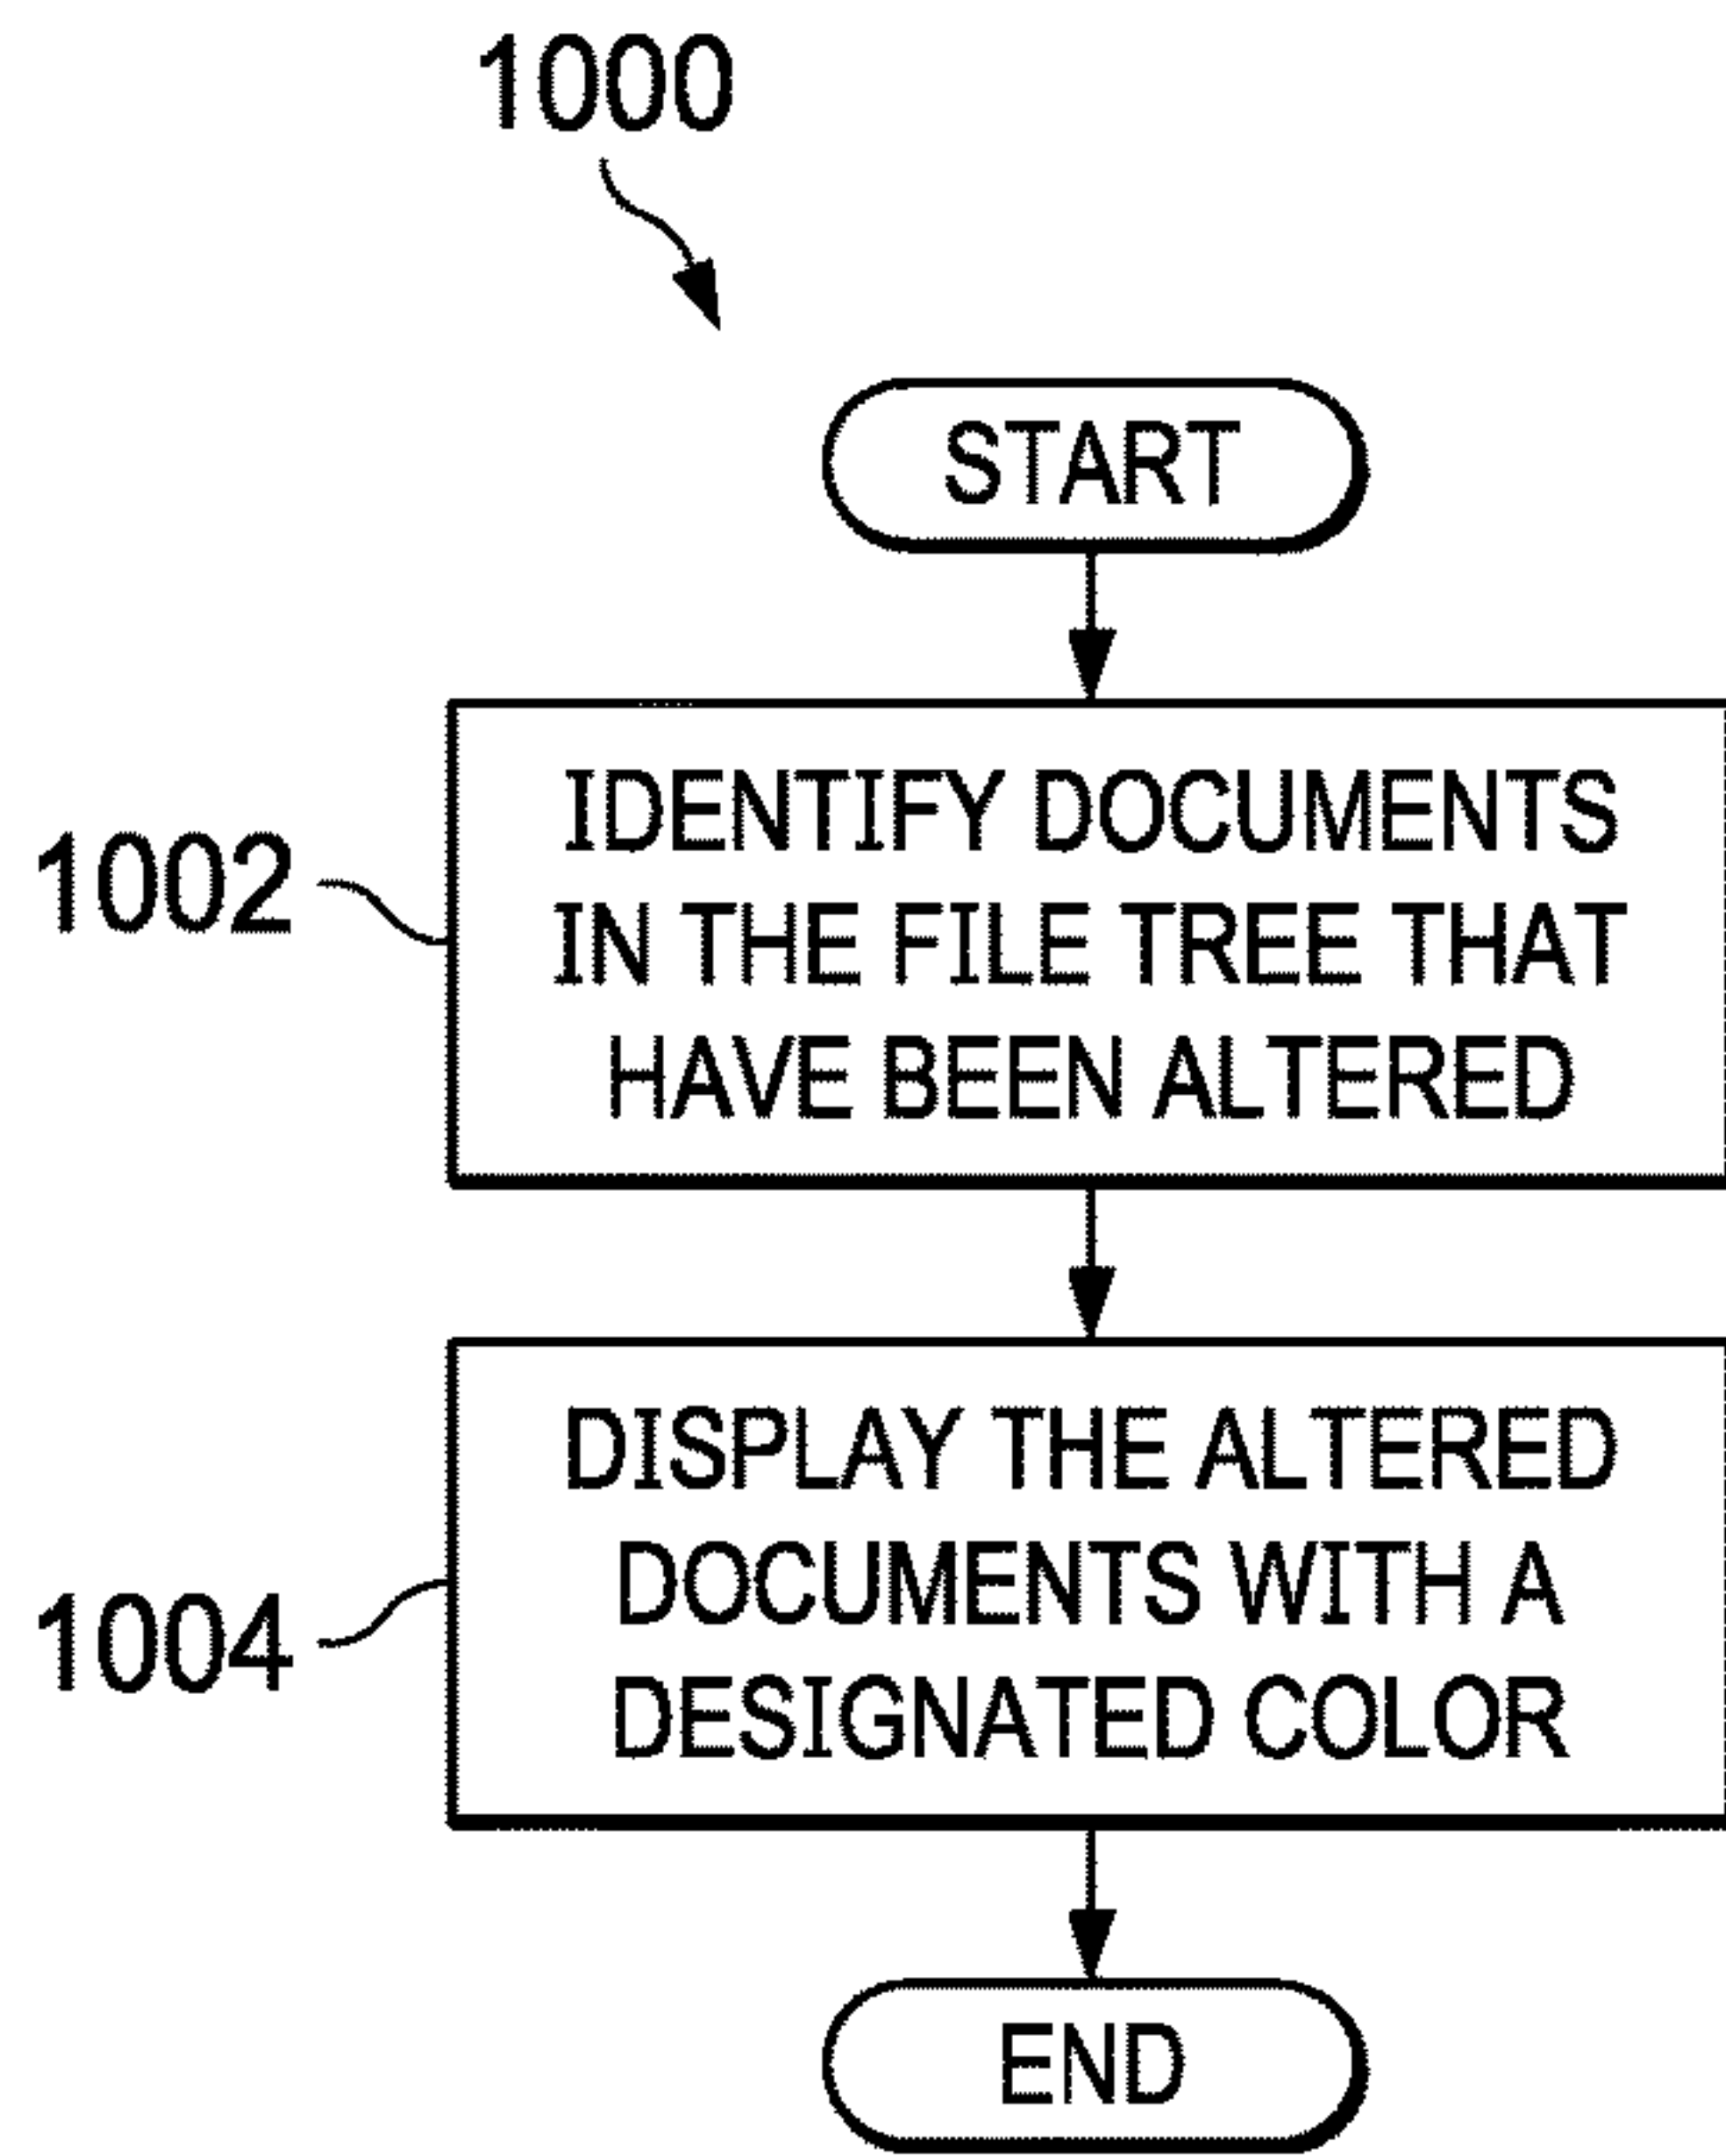 1000
START
1002
IDENTIFY DOCUMENTS
IN THE FILE TREE THAT
HAVE BEEN ALTERED
1004
DISPLAY THE ALTERED
DOCUMENTS WITH A
DESIGNATED COLOR
END